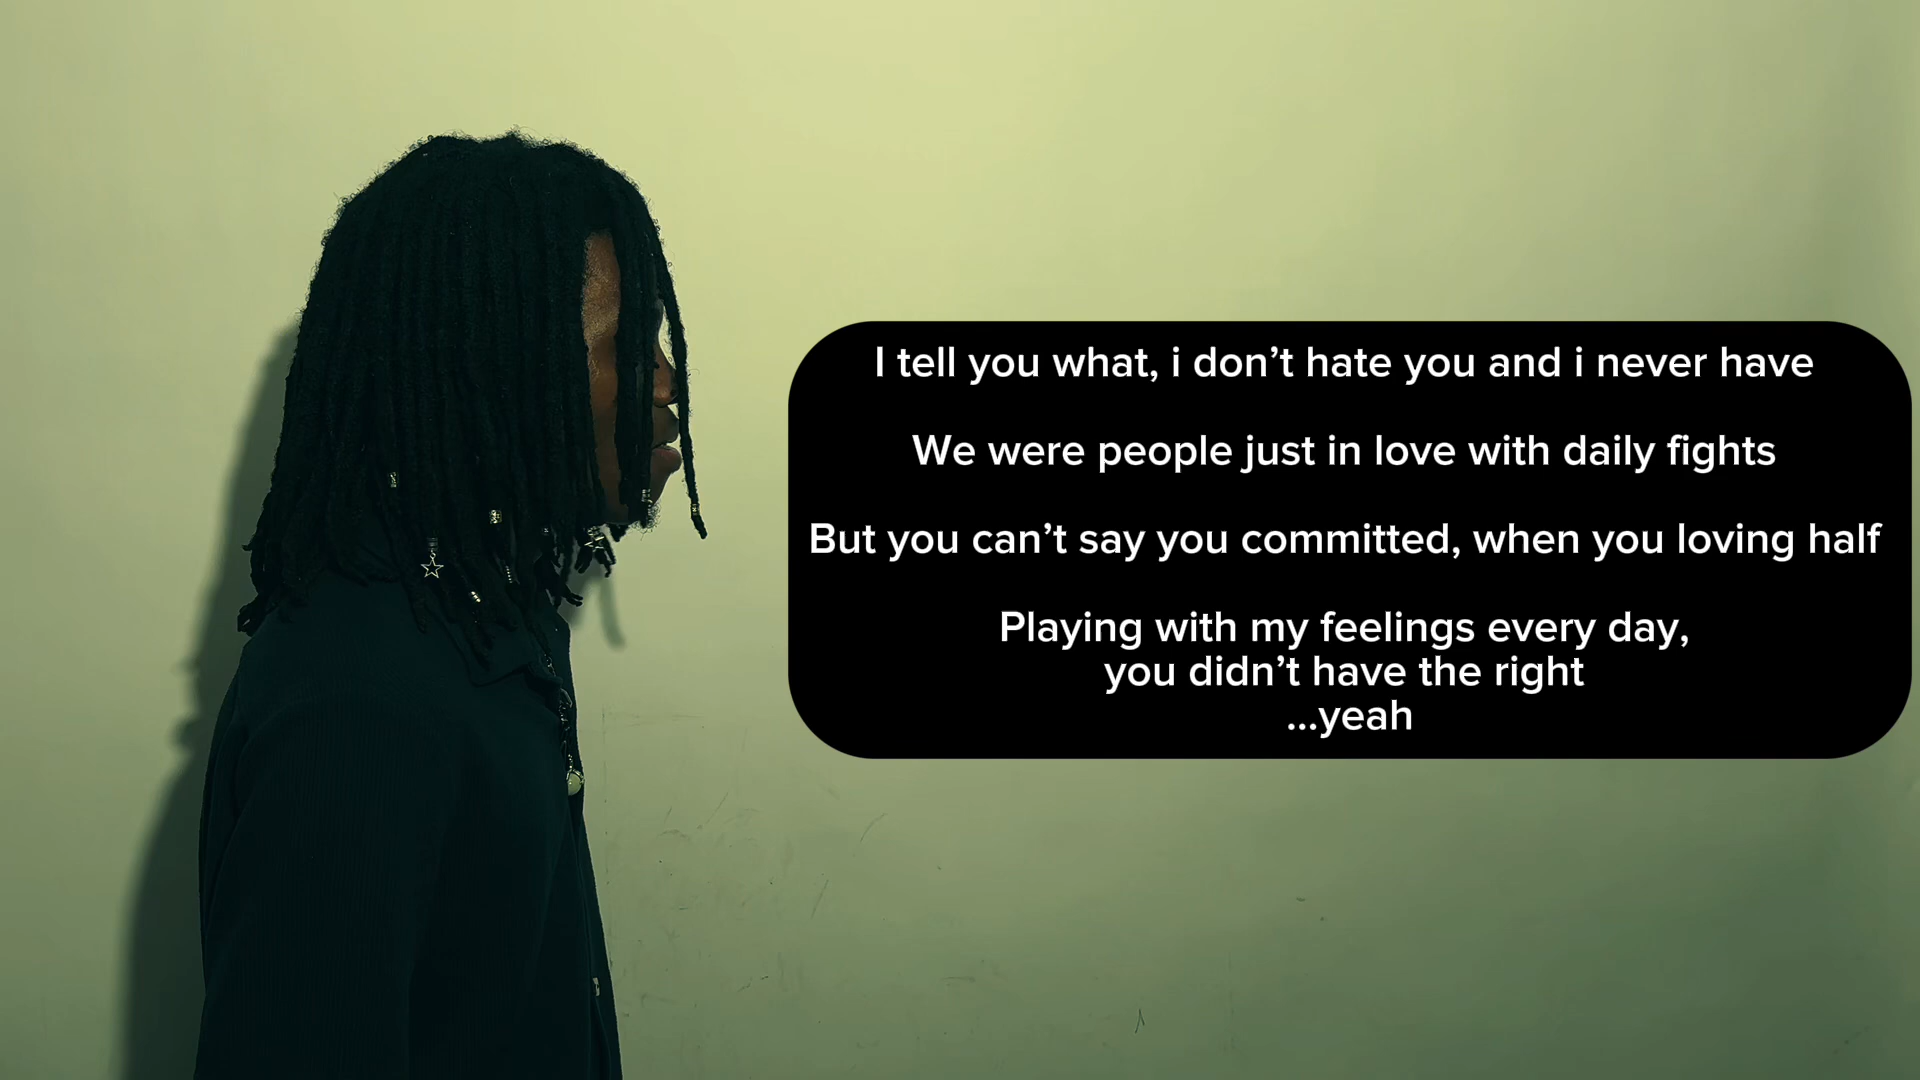 I tell you what, i don’t hate you and i never have
We were people just in love with daily fights
But you can’t say you committed, when you loving half
Playing with my feelings every day,
you didn’t have the right
...yeah